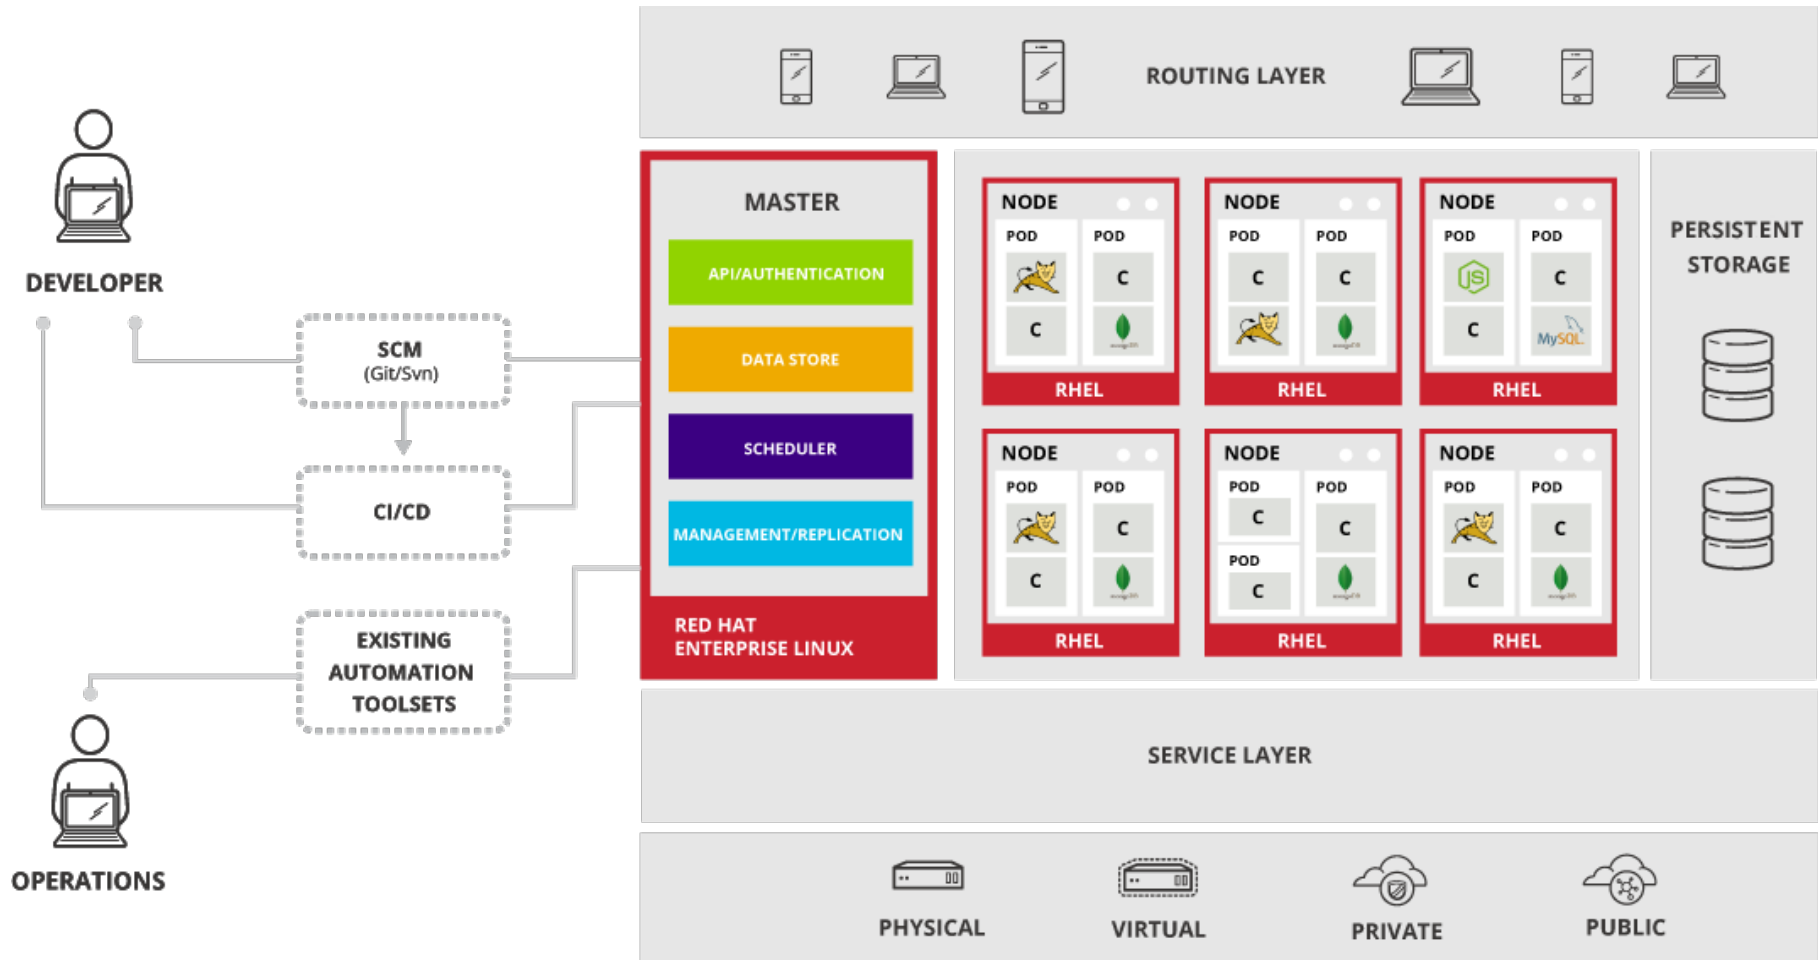 ROUTING LAYER
DEVELOPER
SCM
(Git/Svn)
CI/CD
EXISTING
AUTOMATION
TOOLSETS
OPERATIONS
MASTER
API/AUTHENTICATION
DATA STORE
SCHEDULER
MANAGEMENT/REPLICATION
RED HAT
ENTERPRISE LINUX
NODE
POD
POD
C
C
RHEL
NODE
POD
POD
C
C
RHEL
NODE
POD
POD
JS
C
C
MySQL
RHEL
NODE
POD
POD
C
C
RHEL
NODE
POD
C
POD
C
POD
C
RHEL
NODE
POD
POD
C
C
RHEL
PERSISTENT
STORAGE
SERVICE LAYER
PHYSICAL
VIRTUAL
PRIVATE
PUBLIC